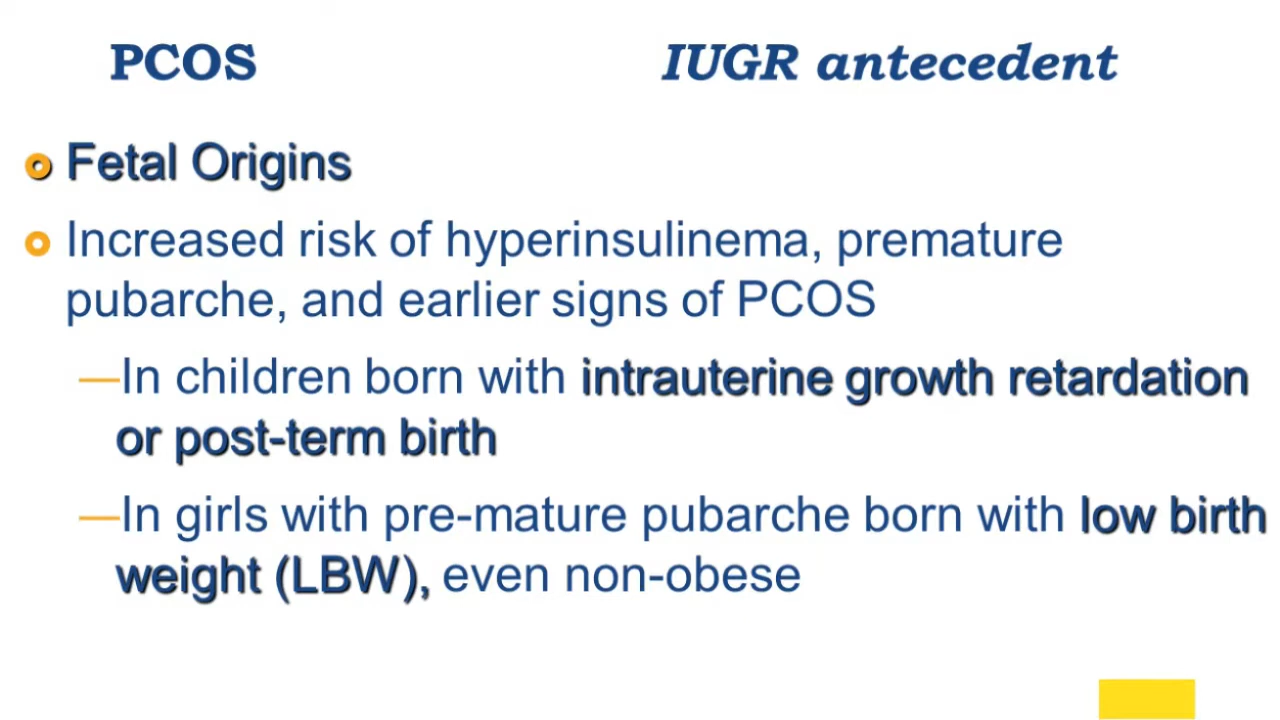 PCOS IUGR antecedent
Fetal Origins
Increased risk of hyperinsulinema, premature
pubarche, and earlier signs of PCOS
—In children born with intrauterine growth retardation
or post-term birth
—In girls with pre-mature pubarche born with low birth
weight (LBW), even non-obese